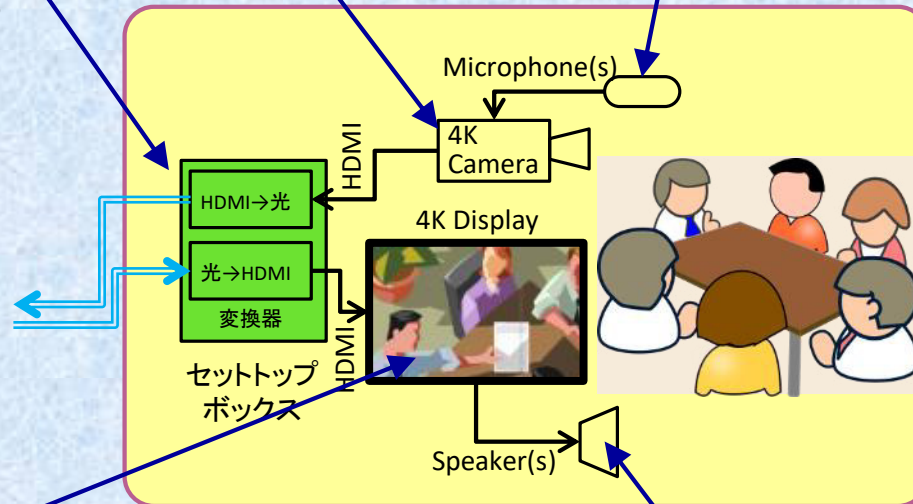 Microphone(s)
4K
Camera
HDMI
HDMI→光
4K Display
光→HDMI
変換器
HDMI
セットトップ
ボックス
Speaker(s)